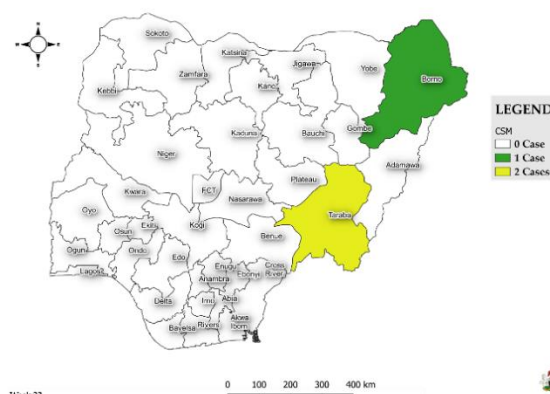 Sokoto
Katsina
Jigawa
Yobe
Borno
Zamfara
Kano
Kebbi
Gombe
Kaduna
Bauchi
Adamawa
Niger
Plateau
FCT
Kwara
Nasarawa
Taraba
Oyo
Kogi
Benue
Osun
Ekiti
Ogun
Ondo
Edo
Enugu
Ebonyi
Cross
River
Lagos
Anambra
Delta
Imo
Abia
Bayelsa
Rivers
Akwa
Ibom
LEGEND
CSM
0 Case
1 Case
2 Cases
0 100 200 300 400 km